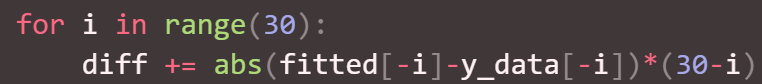 for i in range(30):
    diff += abs(fitted[-i]-y_data[-i])*(30-i)